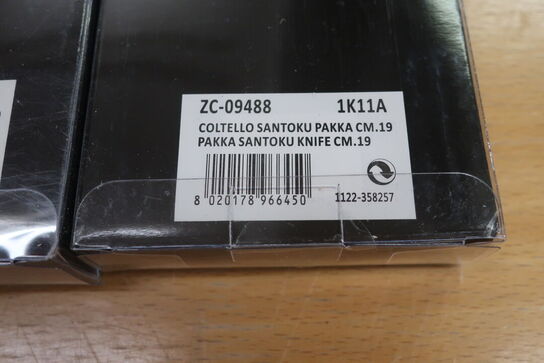 ZC-09488 1K11A
COLTELLO SANTOKU PAKKA CM.19
PAKKA SANTOKU KNIFE CM.19
8 020178 966450
1122-358257